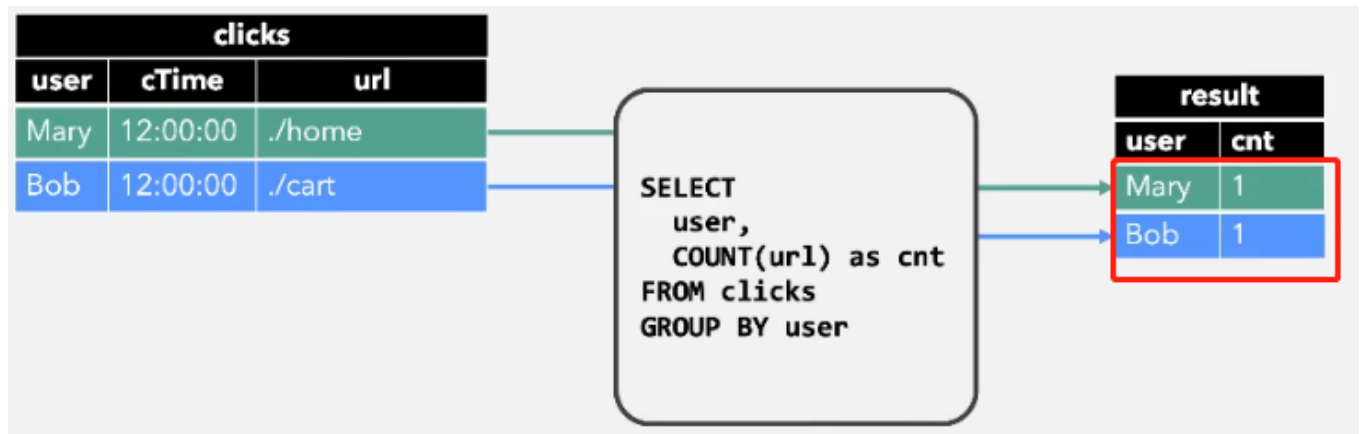 clicks
user cTime url
Mary 12:00:00 ./home
Bob 12:00:00 ./cart
SELECT
user,
COUNT(url) as cnt
FROM clicks
GROUP BY user
result
user cnt
Mary 1
Bob 1